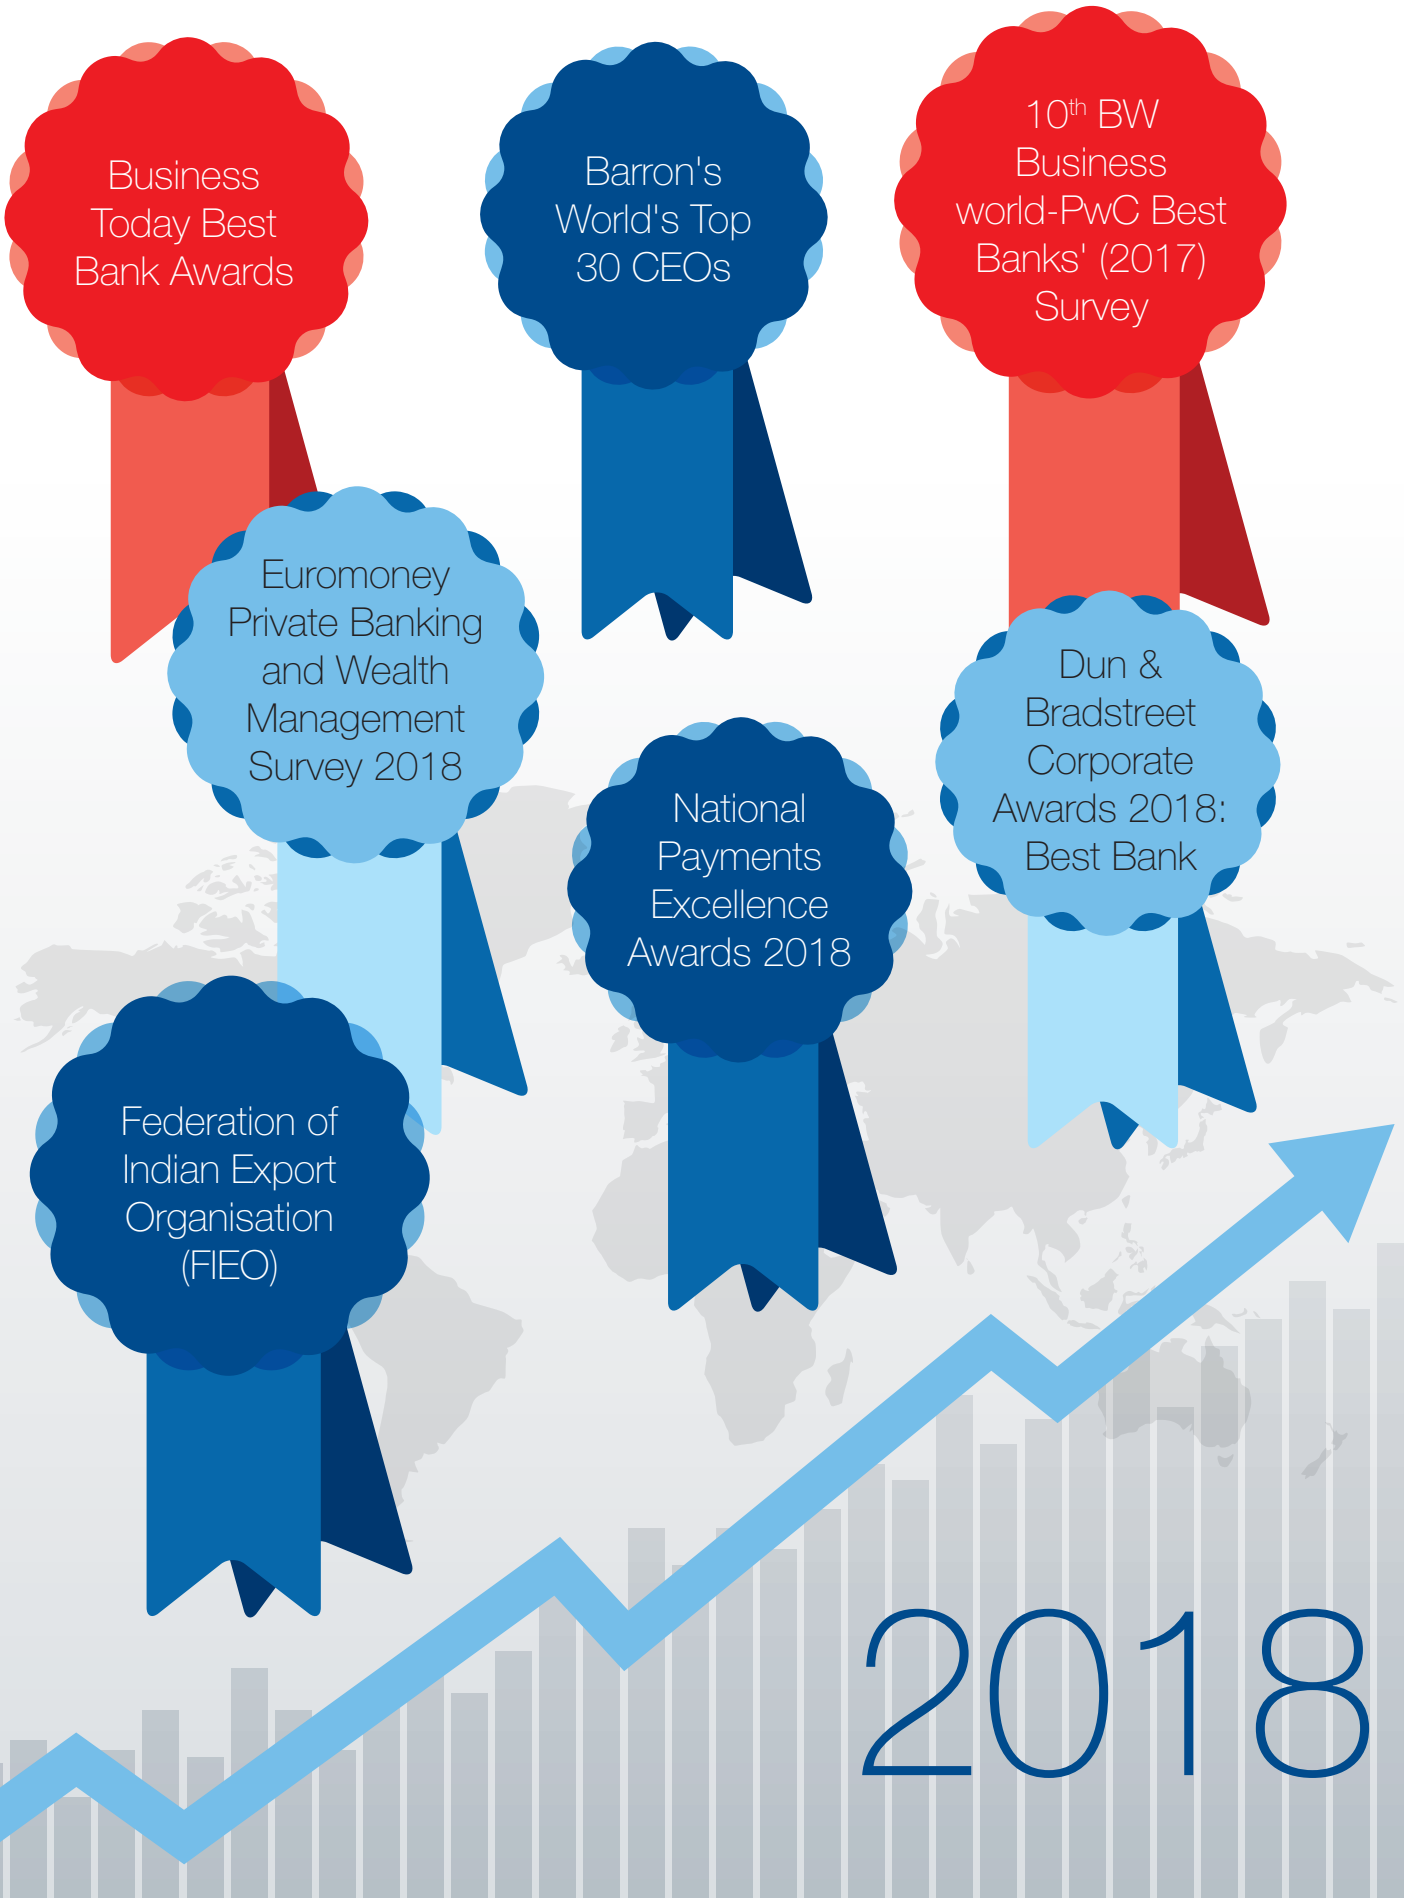 Business
Today Best
Bank Awards
Barron's
World's Top
30 CEOs
10th BW
Business
world-PwC Best
Banks' (2017)
Survey
Euromoney
Private Banking
and Wealth
Management
Survey 2018
Dun &
Bradstreet
Corporate
Awards 2018:
Best Bank
National
Payments
Excellence
Awards 2018
Federation of
Indian Export
Organisation
(FIEO)
2018